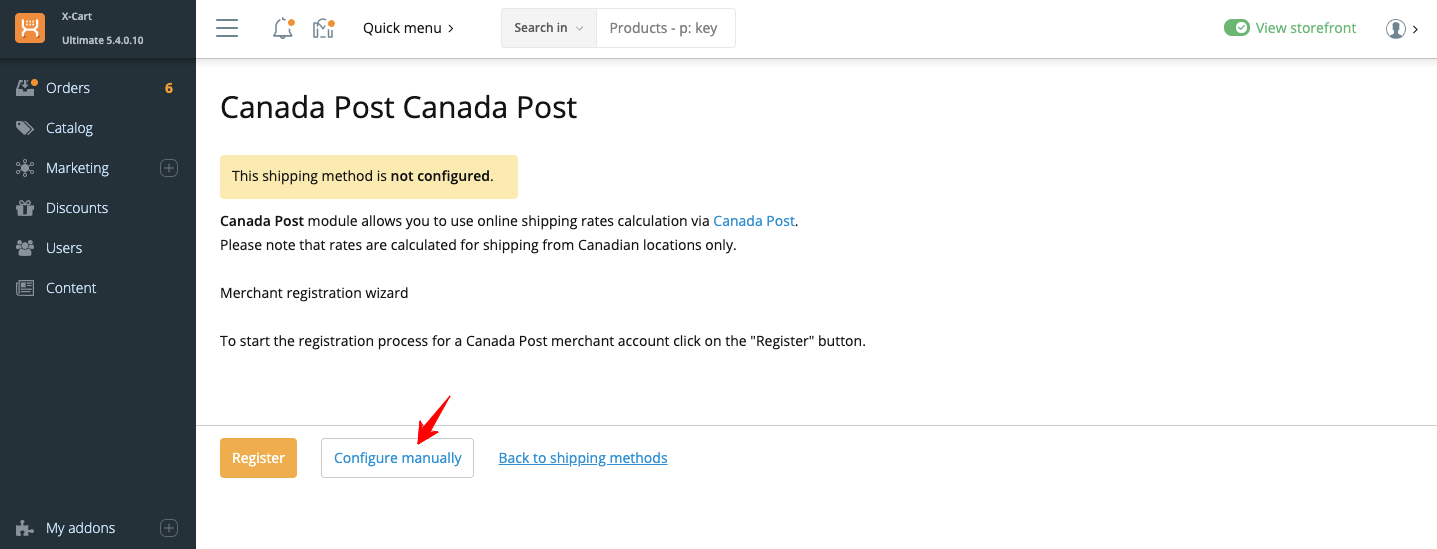 X-Cart
Ultimate 5.4.0.10
Quick menu
Search in
Products - p: key
View storefront
Orders 6
Catalog
Marketing
Discounts
Users
Content
My addons
Canada Post Canada Post
This shipping method is not configured.
Canada Post module allows you to use online shipping rates calculation via Canada Post.
Please note that rates are calculated for shipping from Canadian locations only.
Merchant registration wizard
To start the registration process for a Canada Post merchant account click on the "Register" button.
Register
Configure manually
Back to shipping methods